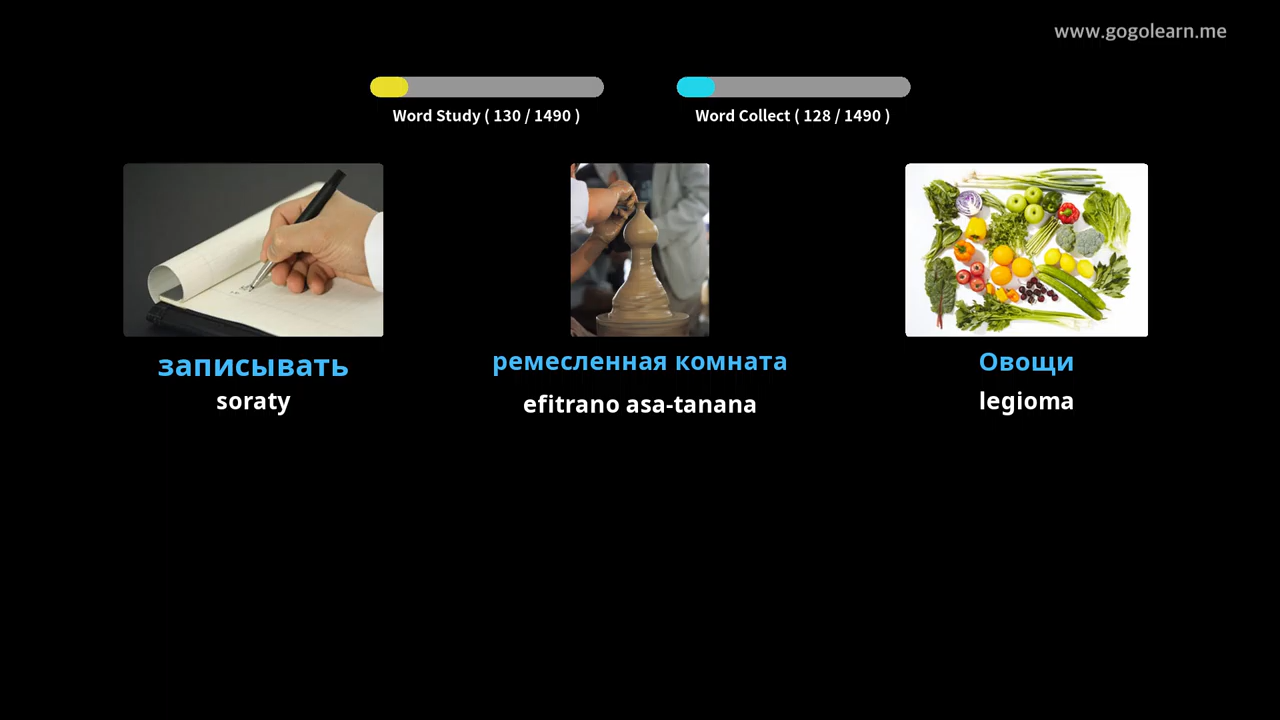 www.gogolearn.me
Word Study ( 130 / 1490 )
Word Collect ( 128 / 1490 )
записывать
soraty
ремесленная комната
efitrano asa-tanana
Овощи
legioma